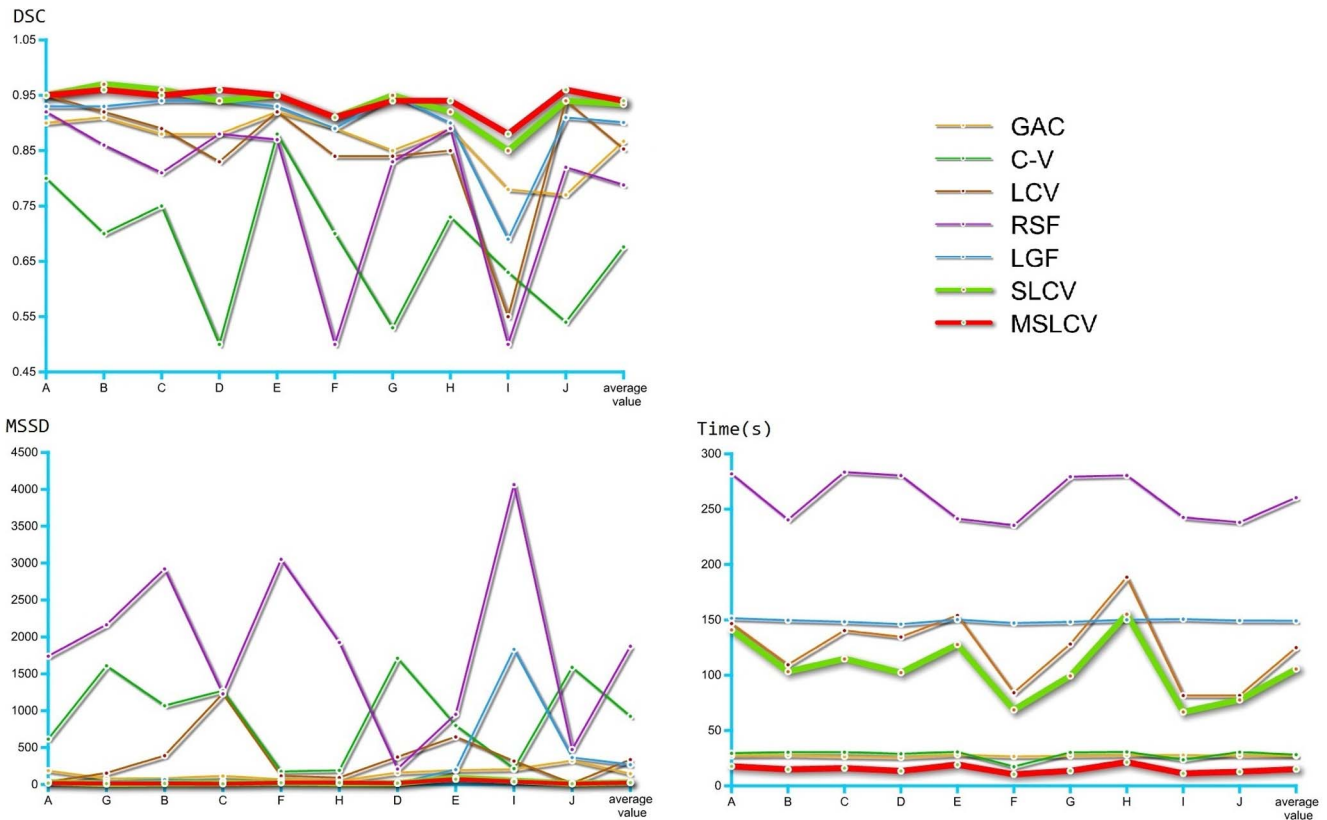 DSC
1.05
0.95
0.85
0.75
0.65
0.55
0.45
A B C D E F G H I J average
value
GAC
C-V
LCV
RSF
LGF
SLCV
MSLCV
MSSD
4500
4000
3500
3000
2500
2000
1500
1000
500
0
A G B C F H D E I J average
value
Time(s)
300
250
200
150
100
50
0
A B C D E F G H I J average
value